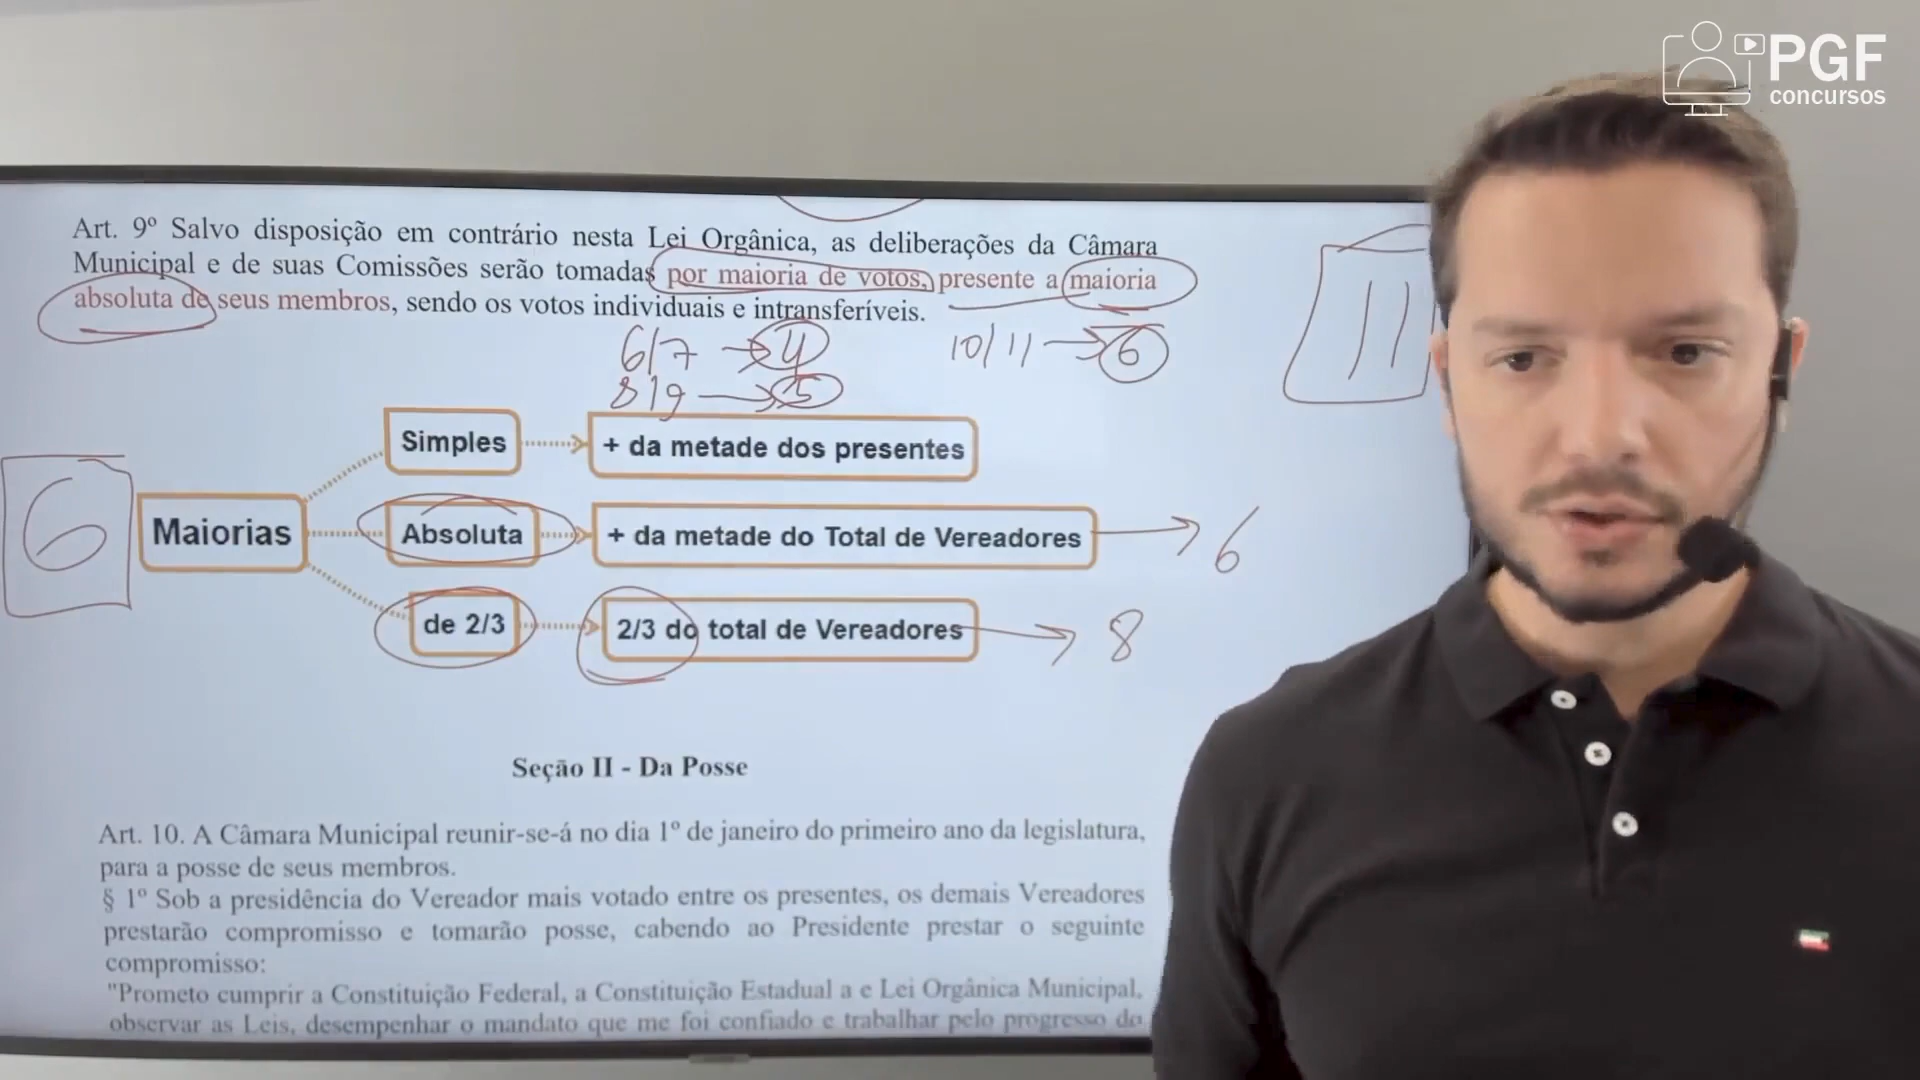 PGF
concursos
Art. 9º Salvo disposição em contrário nesta Lei Orgânica, as deliberações da Câmara
Municipal e de suas Comissões serão tomadas por maioria de votos, presente a maioria
absoluta de seus membros, sendo os votos individuais e intransferíveis.
6/7 → 4
10/11 → 6
8/9 → 5
11
Simples
+ da metade dos presentes
6
Maiorias
Absoluta
+ da metade do Total de Vereadores
6
de 2/3
2/3 do total de Vereadores
8
Seção II - Da Posse
Art. 10. A Câmara Municipal reunir-se-á no dia 1º de janeiro do primeiro ano da legislatura,
para a posse de seus membros.
§ 1º Sob a presidência do Vereador mais votado entre os presentes, os demais Vereadores
prestarão compromisso e tomarão posse, cabendo ao Presidente prestar o seguinte
compromisso:
"Prometo cumprir a Constituição Federal, a Constituição Estadual a e Lei Orgânica Municipal,
observar as Leis, desempenhar o mandato que me foi confiado e trabalhar pelo progresso do